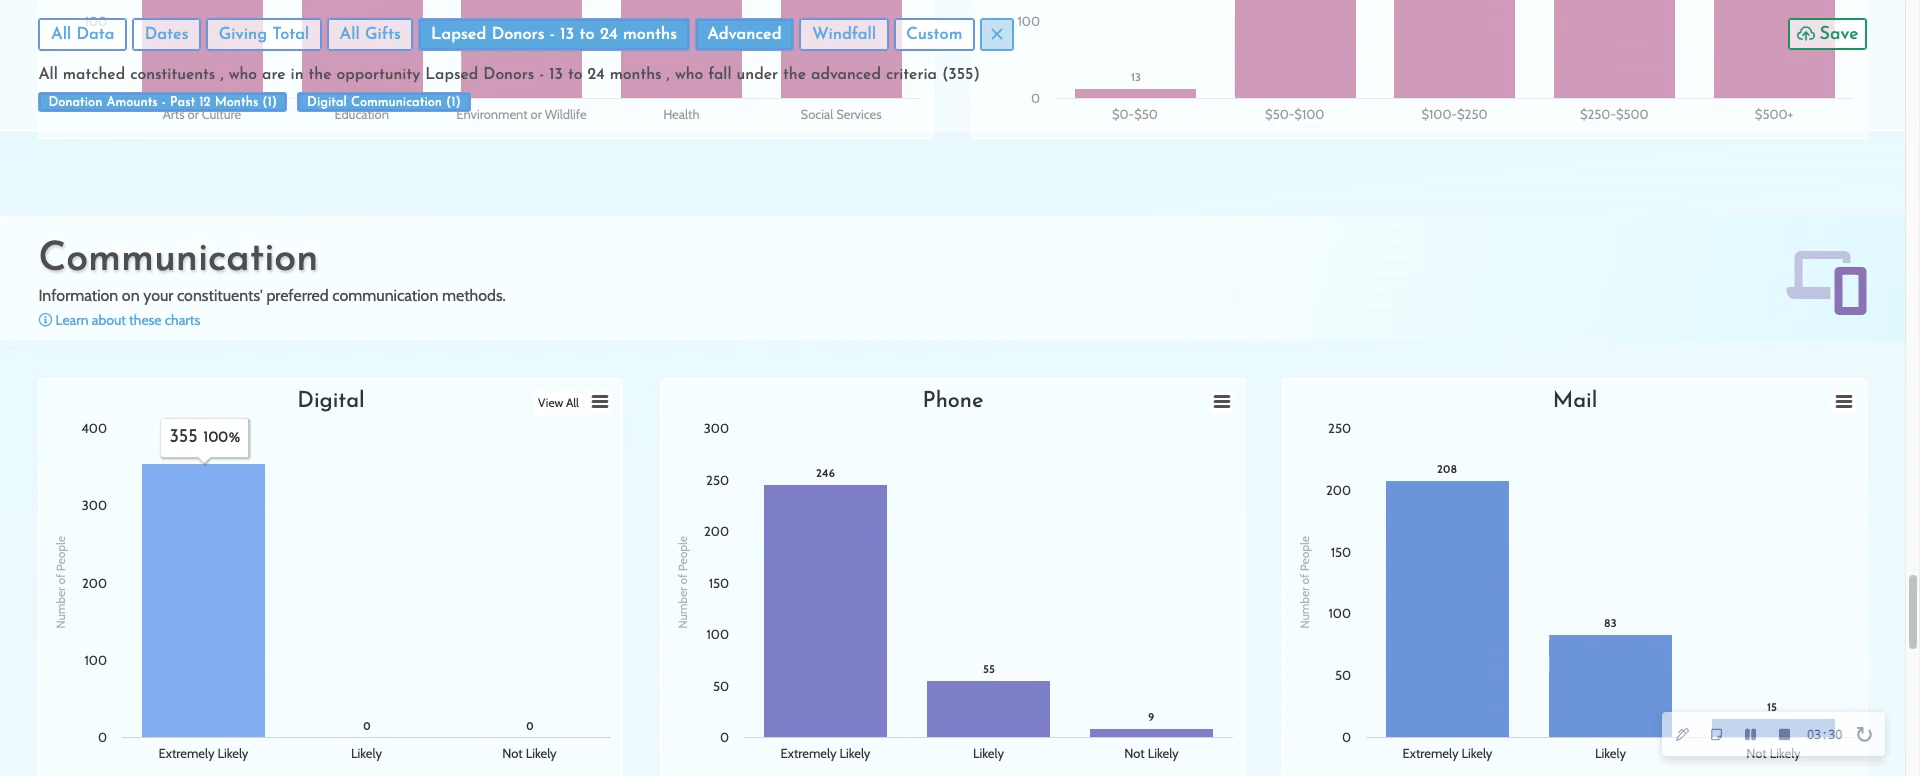 100
All Data Dates Giving Total All Gifts Lapsed Donors - 13 to 24 months Advanced Windfall Custom × 100 Save
All matched constituents , who are in the opportunity Lapsed Donors - 13 to 24 months , who fall under the advanced criteria (355)
13
Donation Amounts - Past 12 Months (1) Digital Communication (1)
0
Arts or Culture Education Environment or Wildlife Health Social Services
$0-$50 $50-$100 $100-$250 $250-$500 $500+
Communication
Information on your constituents' preferred communication methods.
Learn about these charts
Digital
View All
400
355 100%
300
200
100
0
Number of People
0
0
Extremely Likely Likely Not Likely
Phone
300
250
200
150
100
50
0
Number of People
246
55
9
Extremely Likely Likely Not Likely
Mail
250
200
150
100
50
0
Number of People
208
83
15
Extremely Likely Likely Not Likely
03:30